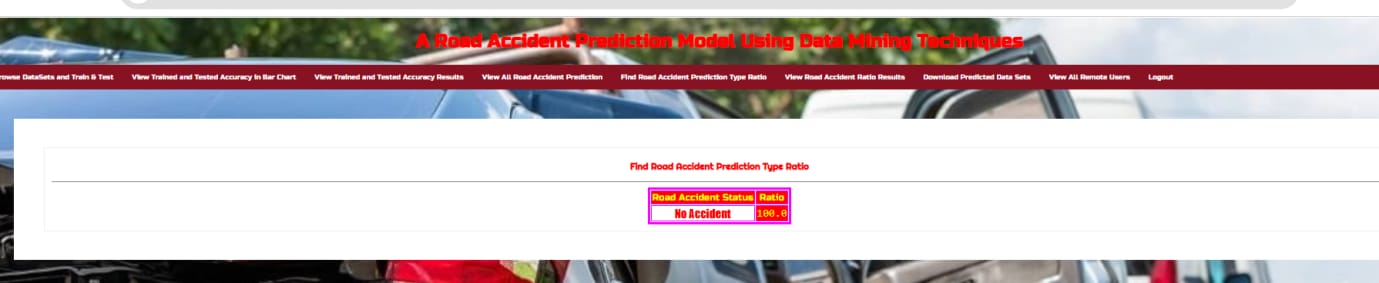 A Road Accident Prediction Model Using Data Mining Techniques
rowse DataSets and Train & Test View Trained and Tested Accuracy in Bar Chart View Trained and Tested Accuracy Results View All Road Accident Prediction Find Road Accident Prediction Type Ratio View Road Accident Ratio Results Download Predicted Data Sets View All Remote Users Logout
Find Road Accident Prediction Type Ratio
Road Accident Status Ratio
No Accident 100.0